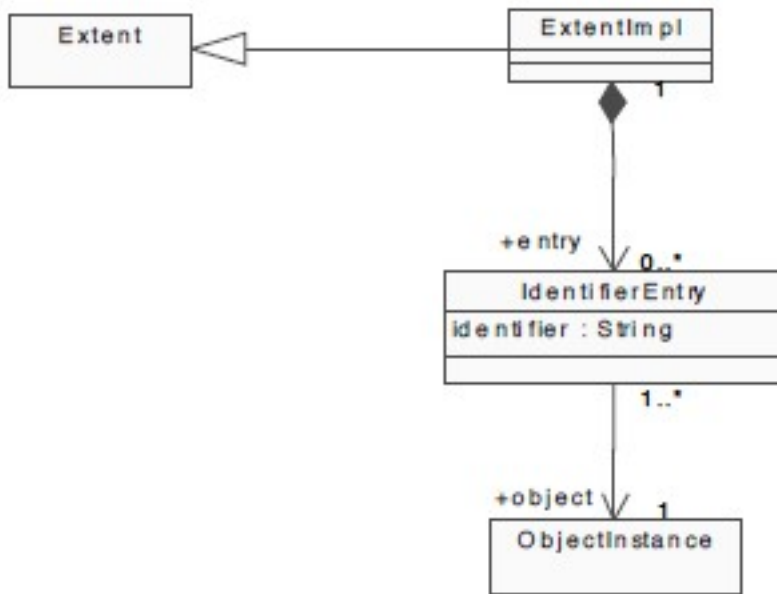 Extent
ExtentImpl
1
+entry
0..*
IdentifierEntry
identifier : String
1..*
+object
1
ObjectInstance